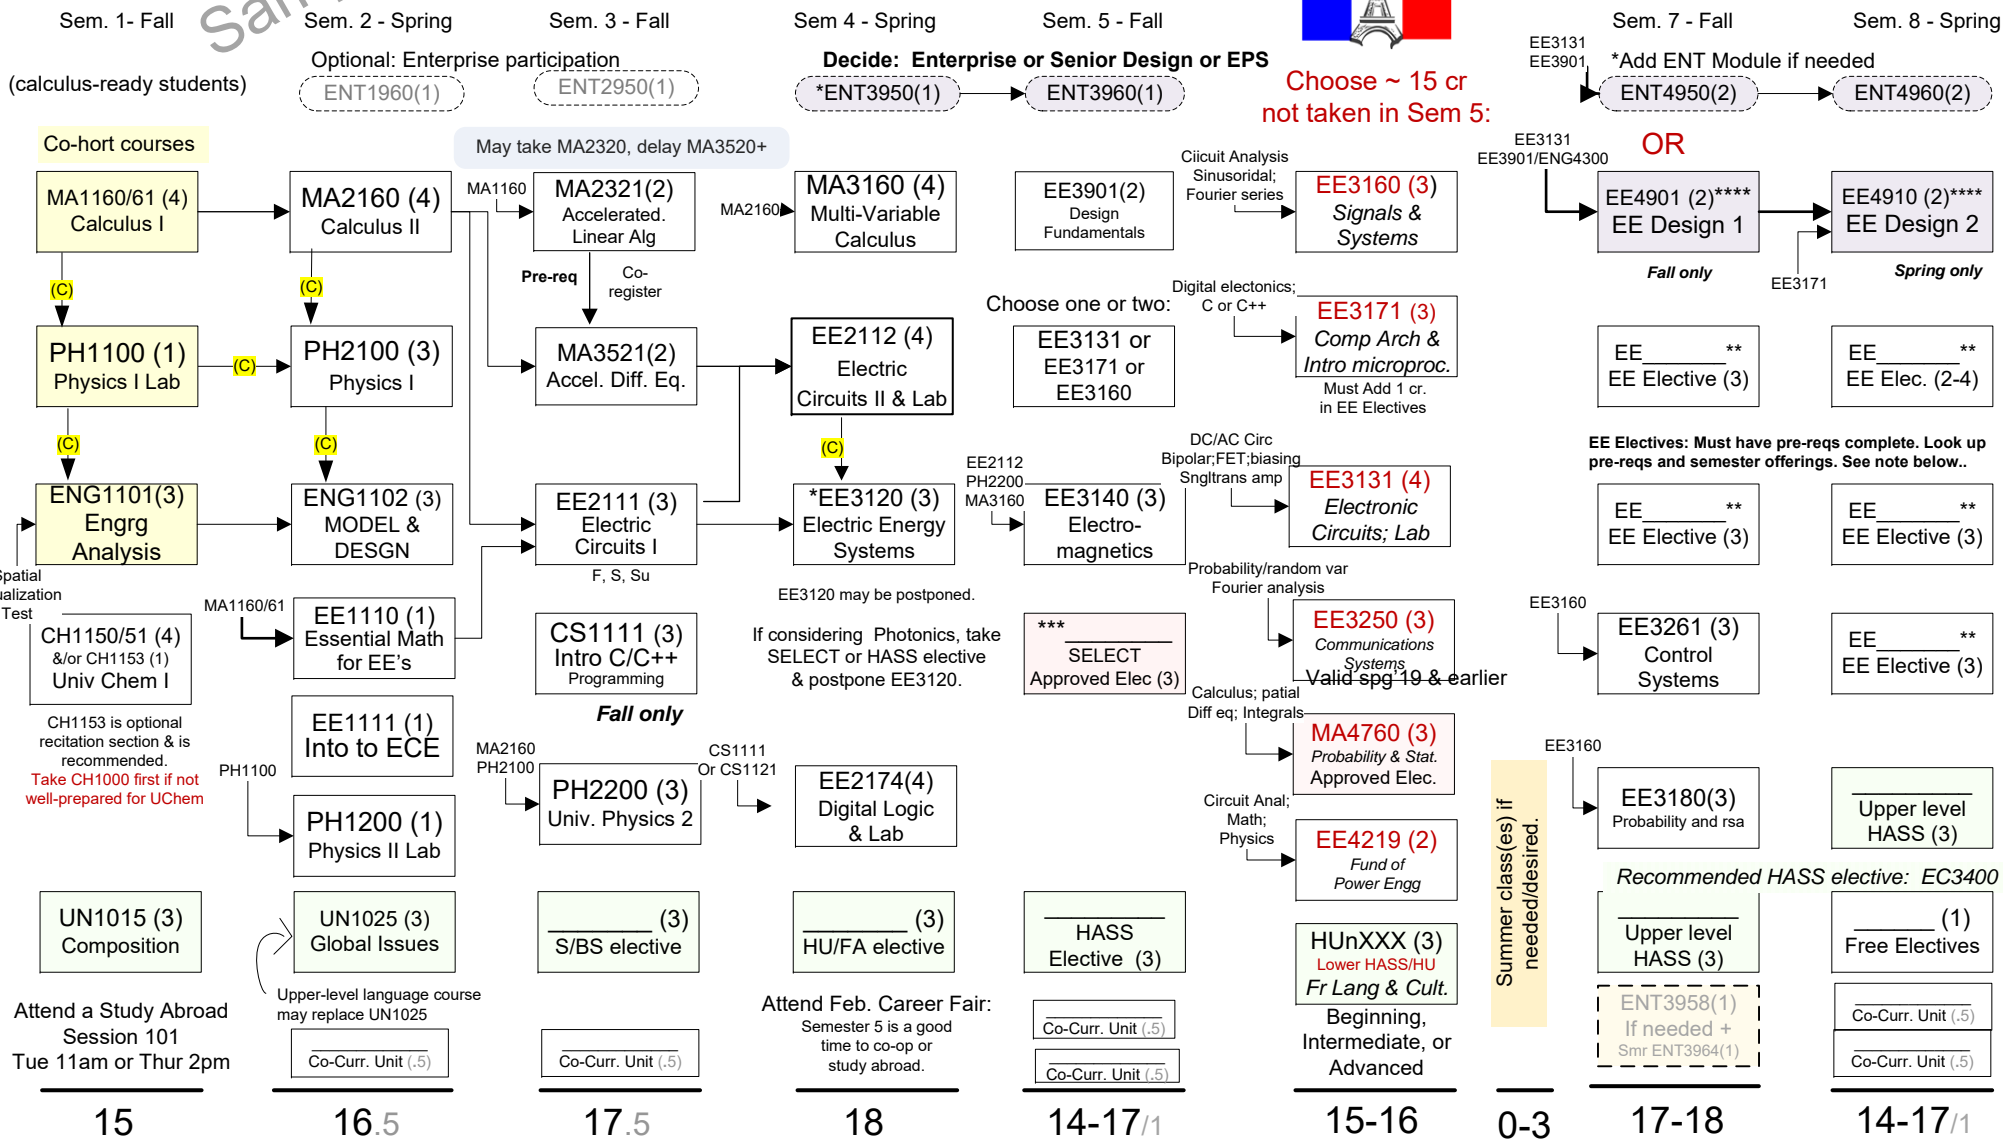 Sem. 1- Fall
Sem. 2 - Spring
Sem. 3 - Fall
Sem 4 - Spring
Sem. 5 - Fall
Sem. 7 - Fall
Sem. 8 - Spring
(calculus-ready students)
Optional: Enterprise participation
ENT1960(1)
ENT2950(1)
Decide: Enterprise or Senior Design or EPS
*ENT3950(1)
ENT3960(1)
Choose ~ 15 cr
not taken in Sem 5:
EE3131
EE3901
*Add ENT Module if needed
ENT4950(2)
ENT4960(2)
Co-hort courses
May take MA2320, delay MA3520+
OR
MA1160/61 (4)
Calculus I
(C)
PH1100 (1)
Physics I Lab
(C)
(C)
ENG1101(3)
Engrg
Analysis
Spatial
Test
CH1150/51 (4)
&/or CH1153 (1)
Univ Chem I
CH1153 is optional
recitation section & is
recommended.
Take CH1000 first if not
well-prepared for UChem
UN1015 (3)
Composition
Attend a Study Abroad
Session 101
Tue 11am or Thur 2pm
15
MA2160 (4)
Calculus II
(C)
PH2100 (3)
Physics I
(C)
ENG1102 (3)
MODEL &
DESGN
MA1160/61
EE1110 (1)
Essential Math
for EE's
EE1111 (1)
Into to ECE
PH1100
PH1200 (1)
Physics II Lab
UN1025 (3)
Global Issues
Upper-level language course
may replace UN1025
Co-Curr. Unit (.5)
16.5
MA1160
MA2321(2)
Accelerated.
Linear Alg
Pre-req
Co-
register
MA3521(2)
Accel. Diff. Eq.
EE2111 (3)
Electric
Circuits I
F, S, Su
CS1111 (3)
Intro C/C++
Programming
Fall only
MA2160
PH2100
PH2200 (3)
Univ. Physics 2
_______ (3)
S/BS elective
Co-Curr. Unit (.5)
17.5
MA2160
MA3160 (4)
Multi-Variable
Calculus
EE2112 (4)
Electric
Circuits II & Lab
(C)
*EE3120 (3)
Electric Energy
Systems
EE3120 may be postponed.
If considering Photonics, take
SELECT or HASS elective
& postpone EE3120.
CS1111
Or CS1121
EE2174(4)
Digital Logic
& Lab
_______ (3)
HU/FA elective
Attend Feb. Career Fair:
Semester 5 is a good
time to co-op or
study abroad.
18
EE3901(2)
Design
Fundamentals
Choose one or two:
EE3131 or
EE3171 or
EE3160
EE2112
PH2200
MA3160
EE3140 (3)
Electro-
magnetics
***________
SELECT
Approved Elec (3)
________
HASS
Elective (3)
Co-Curr. Unit (.5)
Co-Curr. Unit (.5)
14-17/1
Ciicuit Analysis
Sinusoridal;
Fourier series
EE3160 (3)
Signals &
Systems
Digital electonics;
C or C++
EE3171 (3)
Comp Arch &
Intro microproc.
Must Add 1 cr.
in EE Electives
DC/AC Circ
Bipolar;FET;biasing
Sngltrans amp
EE3131 (4)
Electronic
Circuits; Lab
Probability/random var
Fourier analysis
EE3250 (3)
Communications
Systems
Valid spg'19 & earlier
Calculus; patial
Diff eq; Integrals
MA4760 (3)
Probability & Stat.
Approved Elec.
Circuit Anal;
Math;
Physics
EE4219 (2)
Fund of
Power Engg
HUnXXX (3)
Lower HASS/HU
Fr Lang & Cult.
Beginning,
Intermediate, or
Advanced
15-16
Summer class(es) if
needed/desired.
0-3
EE3131
EE3901/ENG4300
EE4901 (2)****
EE Design 1
Fall only
EE_______**
EE Elective (3)
EE Electives: Must have pre-reqs complete. Look up
pre-reqs and semester offerings. See note below..
EE_______**
EE Elective (3)
EE3160
EE3261 (3)
Control
Systems
EE3160
EE3180(3)
Probability and rsa
Recommended HASS elective: EC3400
________
Upper level
HASS (3)
ENT3958(1)
If needed +
Smr ENT3964(1)
17-18
EE4910 (2)****
EE Design 2
EE3171
Spring only
EE_______**
EE Elec. (2-4)
EE_______**
EE Elective (3)
EE_______**
EE Elective (3)
________
Upper level
HASS (3)
______ (1)
Free Electives
Co-Curr. Unit (.5)
Co-Curr. Unit (.5)
14-17/1